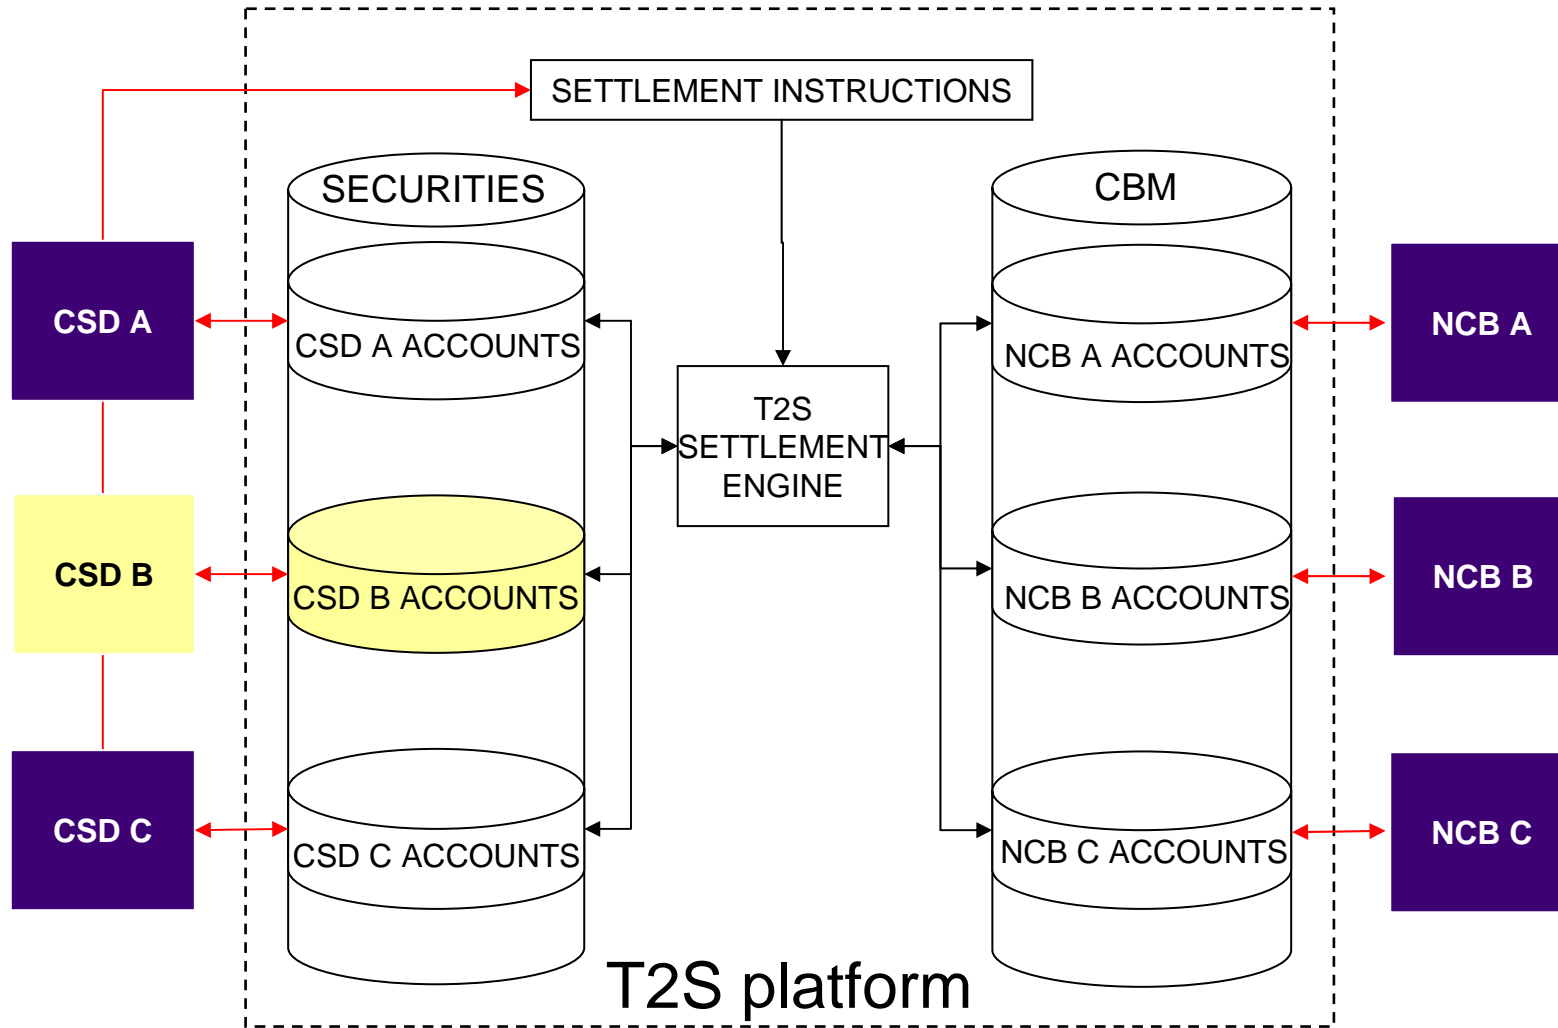 SETTLEMENT INSTRUCTIONS
SECURITIES
CBM
CSD A
CSD A ACCOUNTS
NCB A ACCOUNTS
NCB A
T2S
SETTLEMENT
ENGINE
CSD B
CSD B ACCOUNTS
NCB B ACCOUNTS
NCB B
CSD C
CSD C ACCOUNTS
NCB C ACCOUNTS
NCB C
T2S platform